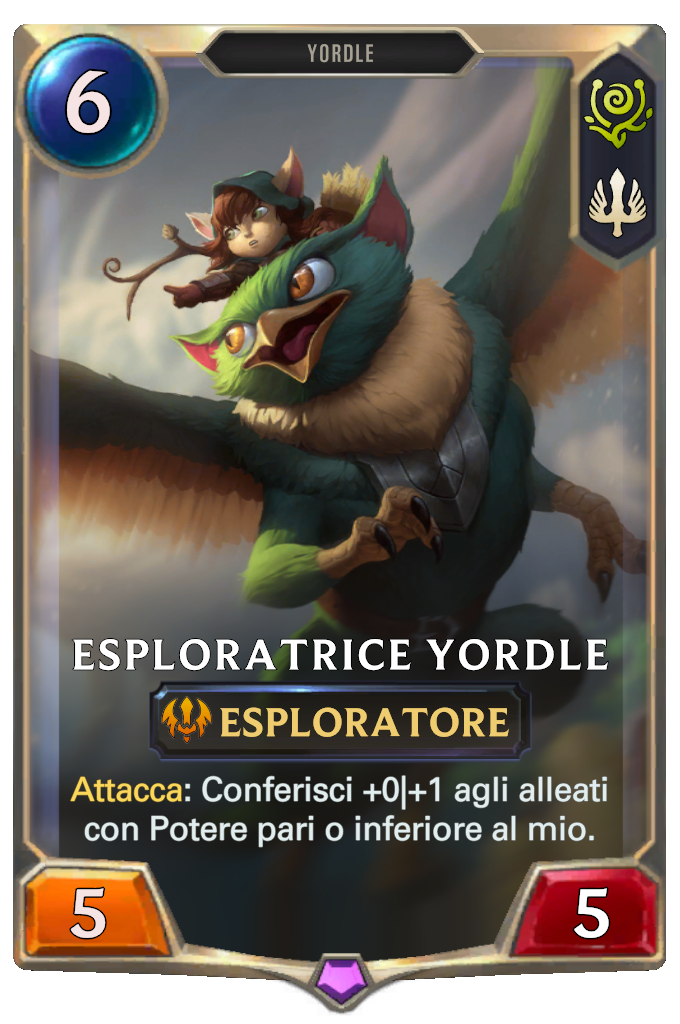 YORDLE
6
ESPLORATRICE YORDLE
ESPLORATORE
Attacca: Conferisci +0|+1 agli alleati
con Potere pari o inferiore al mio.
5 5